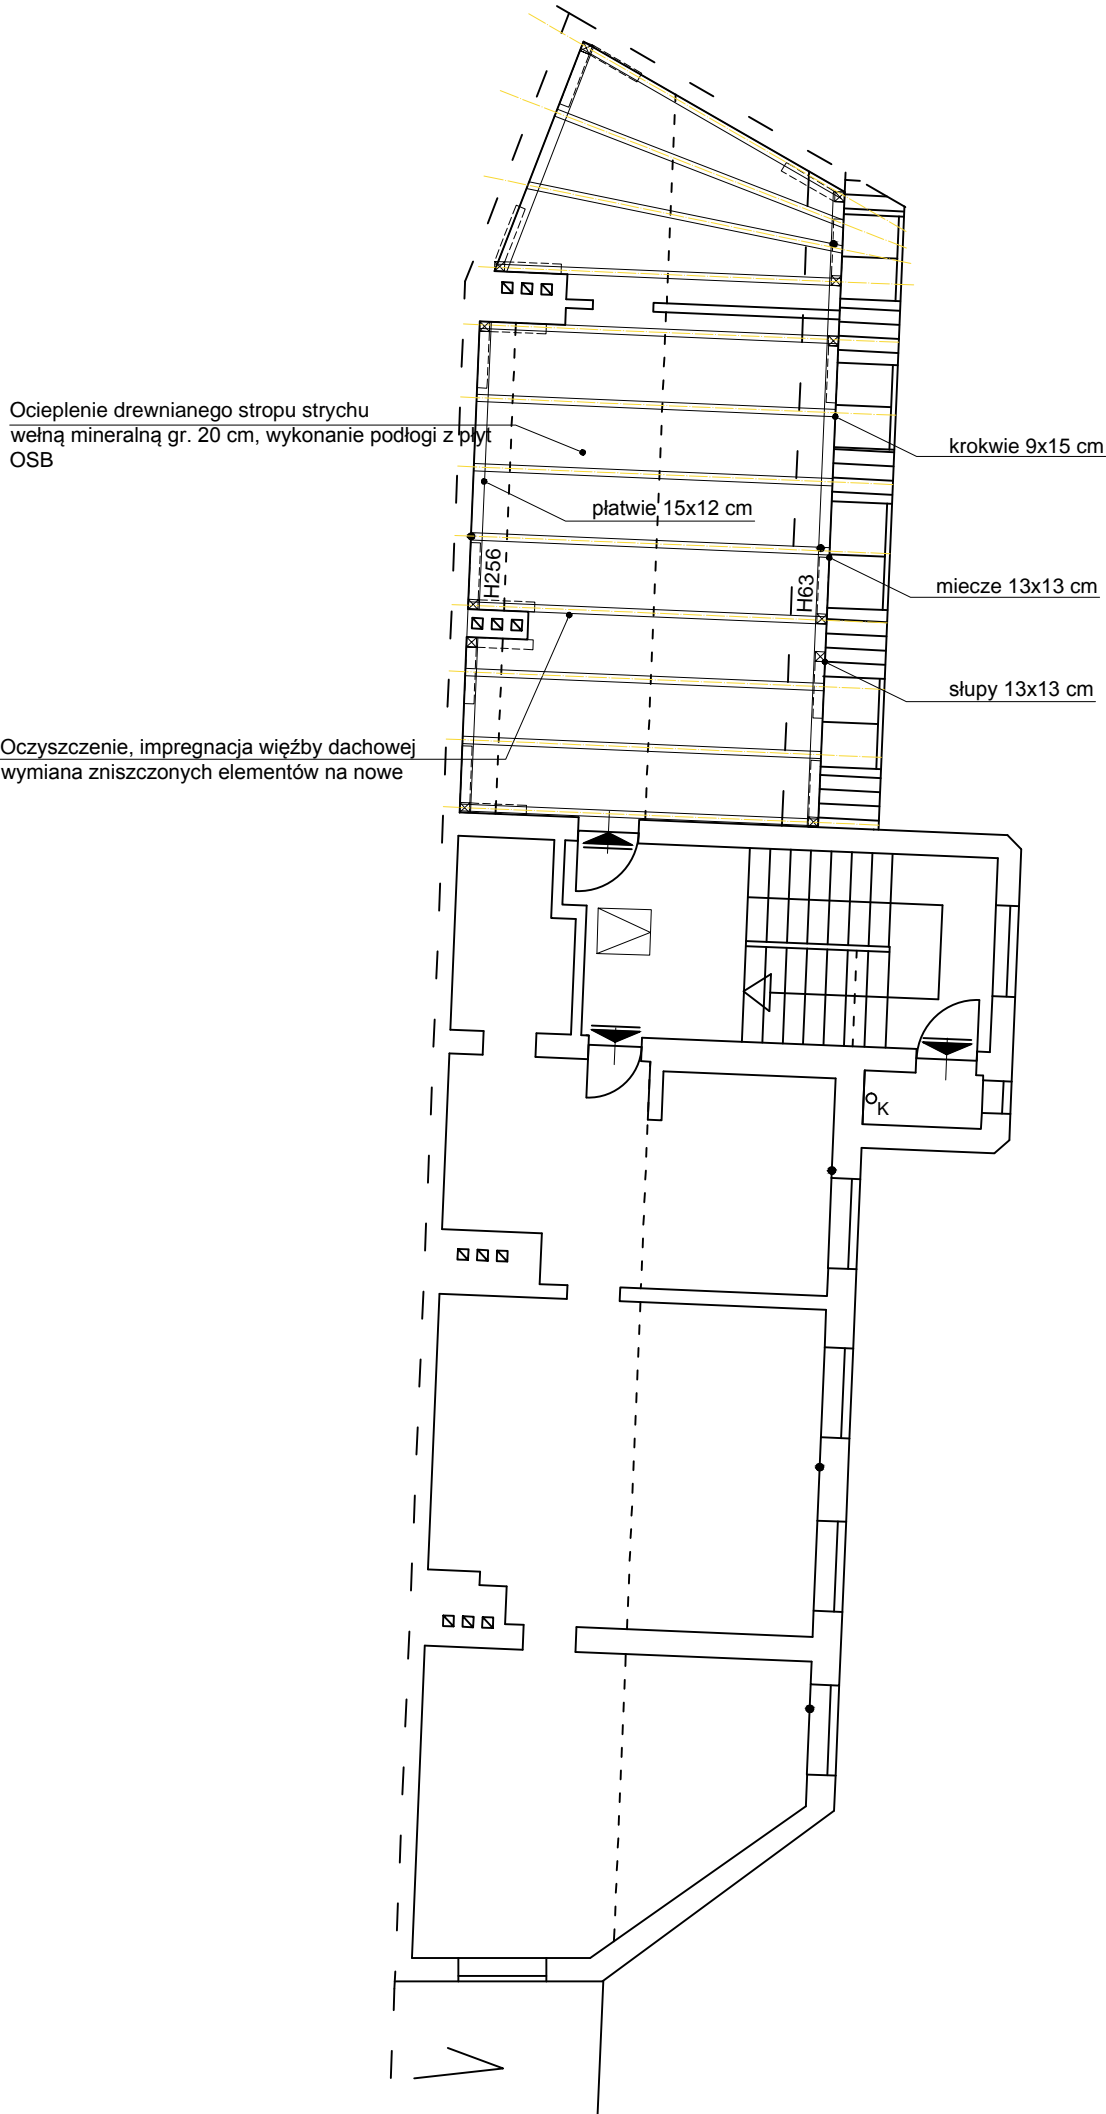 Ocieplenie drewnianego stropu strychu
wełną mineralną gr. 20 cm, wykonanie podłogi z płyt
OSB
krokwie 9x15 cm
płatwie 15x12 cm
H256
H63
miecze 13x13 cm
słupy 13x13 cm
Oczyszczenie, impregnacja więźby dachowej
wymiana zniszczonych elementów na nowe
K